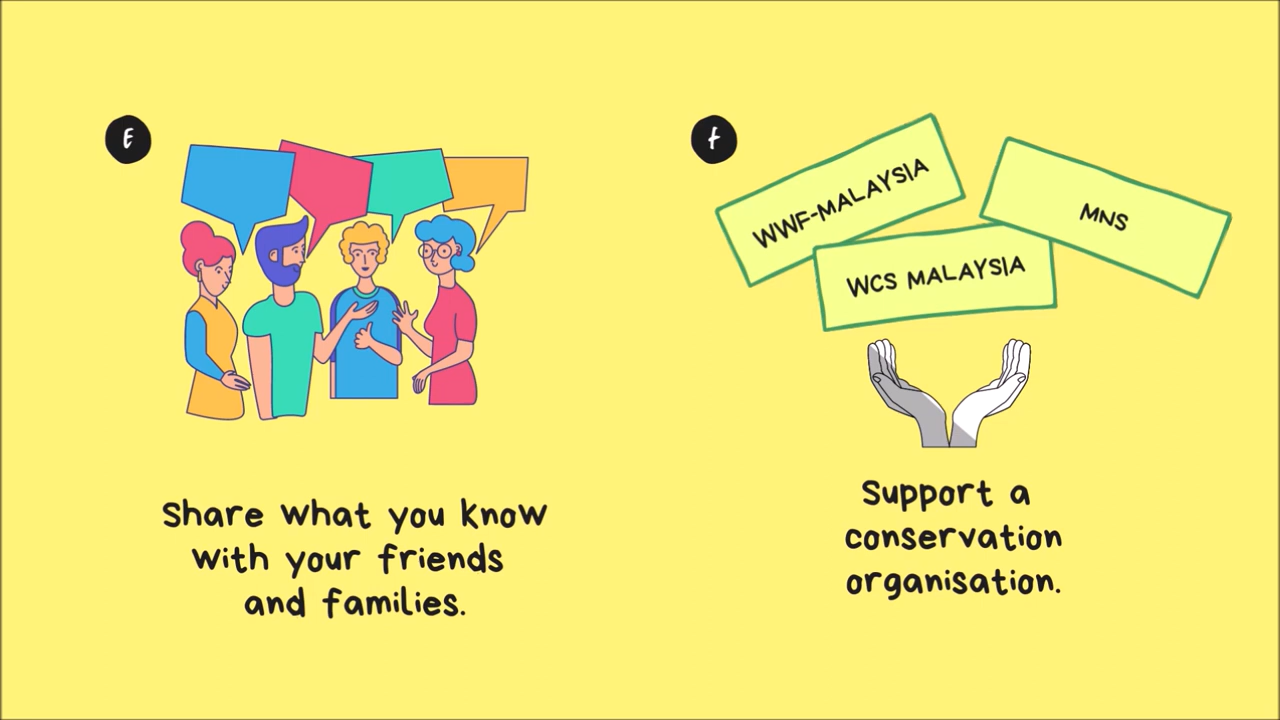 E
Share what you know
with your friends
and families.
f
WWF-MALAYSIA
MNS
WCS MALAYSIA
Support a
conservation
organisation.